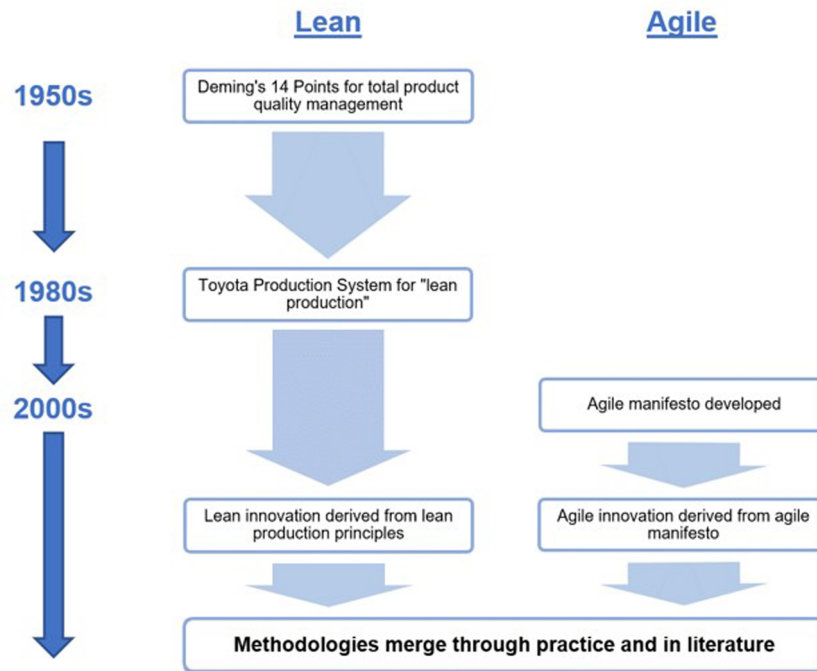 Lean
Agile
1950s
Deming's 14 Points for total product
quality management
1980s
Toyota Production System for "lean
production"
2000s
Agile manifesto developed
Lean innovation derived from lean
production principles
Agile innovation derived from agile
manifesto
Methodologies merge through practice and in literature